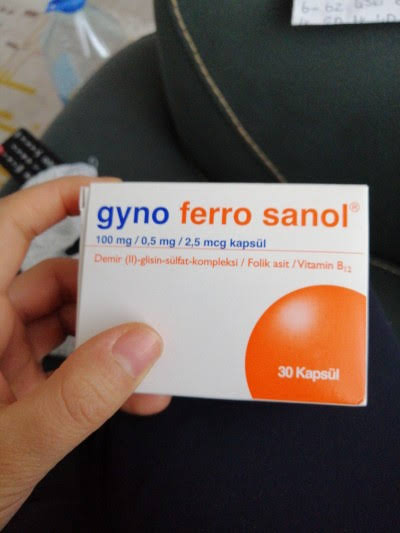 gyno ferro sanol®
100 mg / 0,5 mg / 2,5 mcg kapsül
Demir (II)-glisin-sülfat-kompleksi / Folik asit / Vitamin B12
30 Kapsül